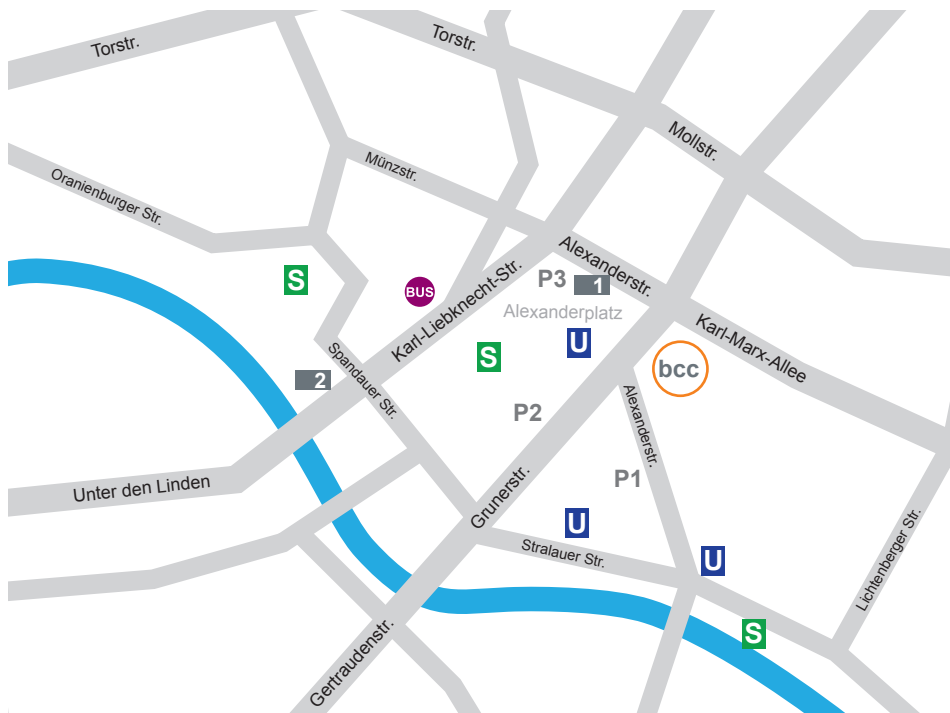 Torstr.
Torstr.
Mollstr.
Münzstr.
Oranienburger Str.
Alexanderstr.
S
BUS
Karl-Liebknecht-Str.
P3
1
Alexanderplatz
Karl-Marx-Allee
S
U
bcc
2
Spandauer Str.
P2
Alexanderstr.
P1
Unter den Linden
Grunerstr.
U
Stralauer Str.
U
Lichtenberger Str.
S
Gertraudenstr.